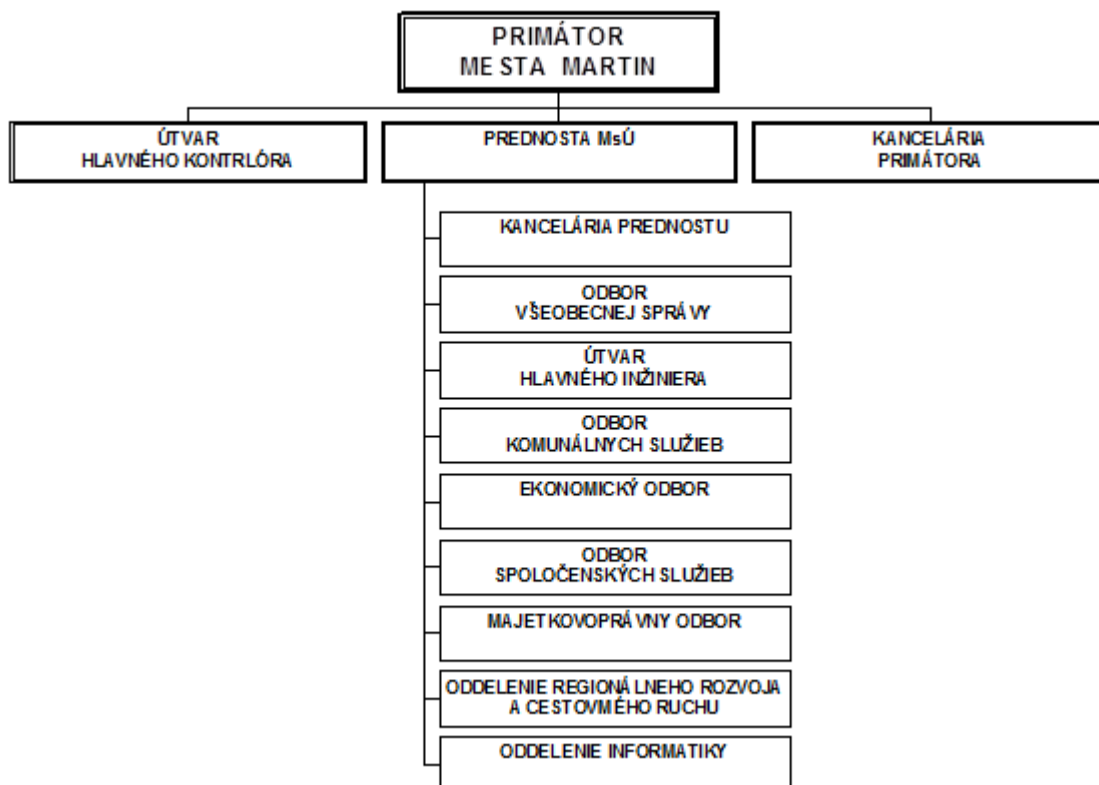 PRIMÁTOR
MESTA MARTIN
ÚTVAR
HLAVNÉHO KONTRLÓRA
PREDNOSTA MsÚ
KANCELÁRIA
PRIMÁTORA
KANCELÁRIA PREDNOSTU
ODBOR
VŠEOBECNEJ SPRÁVY
ÚTVAR
HLAVNÉHO INŽINIERA
ODBOR
KOMUNÁLNYCH SLUŽIEB
EKONOMICKÝ ODBOR
ODBOR
SPOLOČENSKÝCH SLUŽIEB
MAJETKOVOPRÁVNY ODBOR
ODDELENIE REGIONÁLNEHO ROZVOJA
A CESTOVMÉHO RUCHU
ODDELENIE INFORMATIKY